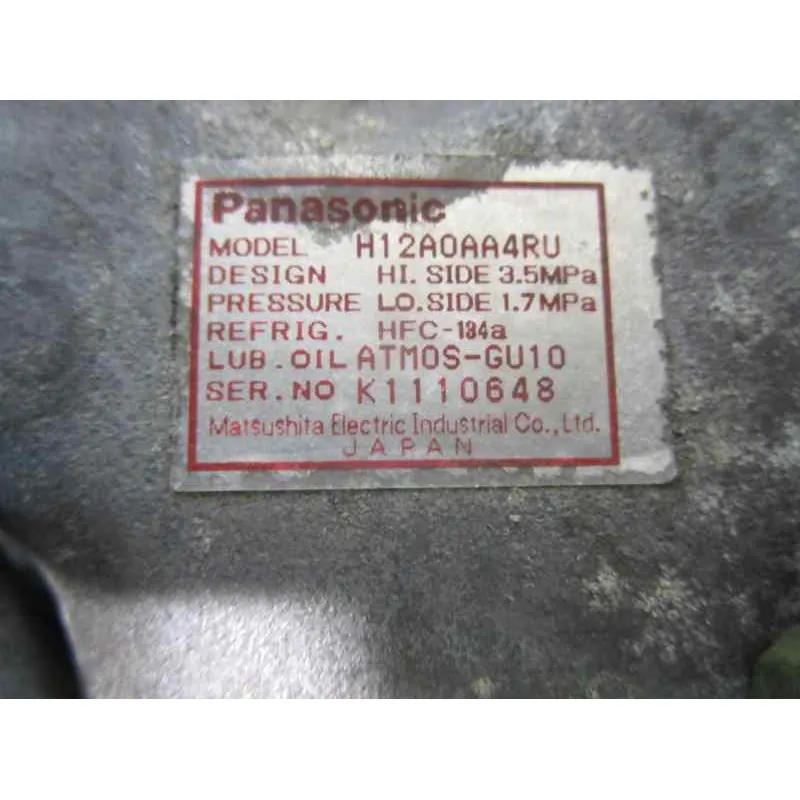 Panasonic
MODEL H12A0AA4RU
DESIGN HI. SIDE 3.5MPa
PRESSURE LO.SIDE 1.7MPa
REFRIG. HFC-134a
LUB.OIL ATMOS-GU10
SER.NO K1110648
Matsushita Electric Industrial Co., Ltd.
JAPAN